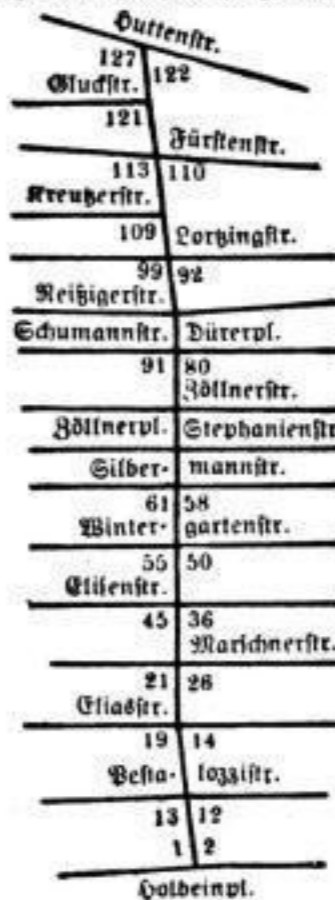 Huttenstr.
127 122
Gluckstr.
121
Fürstenstr.
113 110
Kreutzerstr.
109 Lortzingstr.
99 92
Reißigerstr.
Schumannstr. Dürerpl.
91 80
Zöllnerstr.
Zöllnerpl. Stephanienstr
Silber- mannstr.
61 58
Winter- gartenstr.
55 50
Elisenstr.
45 36
Marschnerstr.
21 26
Eliasstr.
19 14
Pesta- lozzistr.
13 12
1 2
Holbeinpl.